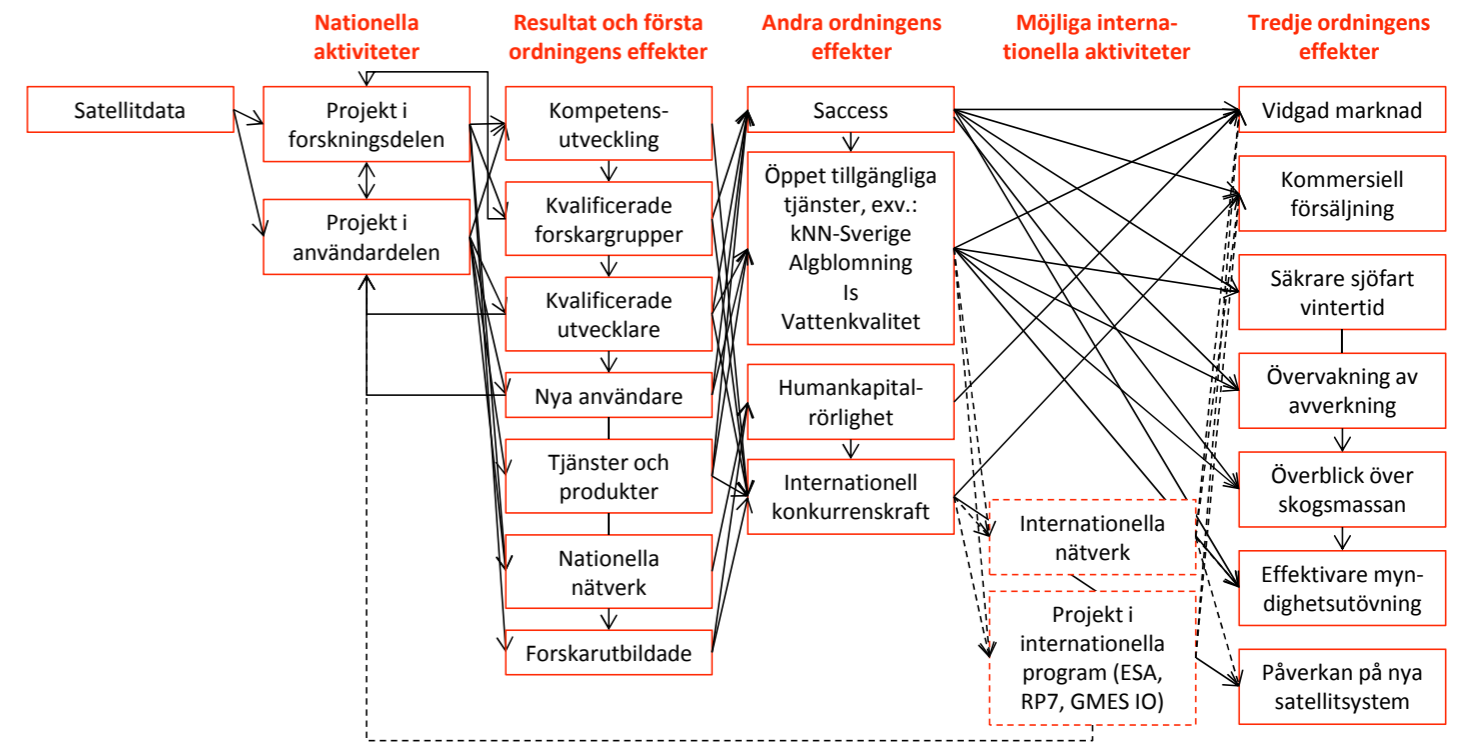 Nationella
aktiviteter
Resultat och första
ordningens effekter
Andra ordningens
effekter
Möjliga interna-
tionella aktiviteter
Tredje ordningens
effekter
Satellitdata
Projekt i
forskningsdelen
Projekt i
användardelen
Kompetens-
utveckling
Kvalificerade
forskargrupper
Kvalificerade
utvecklare
Nya användare
Tjänster och
produkter
Nationella
nätverk
Forskarutbildade
Saccess
Öppet tillgängliga
tjänster, exv.:
kNN-Sverige
Algblomning
Is
Vattenkvalitet
Humankapital-
rörlighet
Internationell
konkurrenskraft
Internationella
nätverk
Projekt i
internationella
program (ESA,
RP7, GMES IO)
Vidgad marknad
Kommersiell
försäljning
Säkrare sjöfart
vintertid
Övervakning av
avverkning
Överblick över
skogsmassan
Effektivare myn-
dighetsutövning
Påverkan på nya
satellitsystem